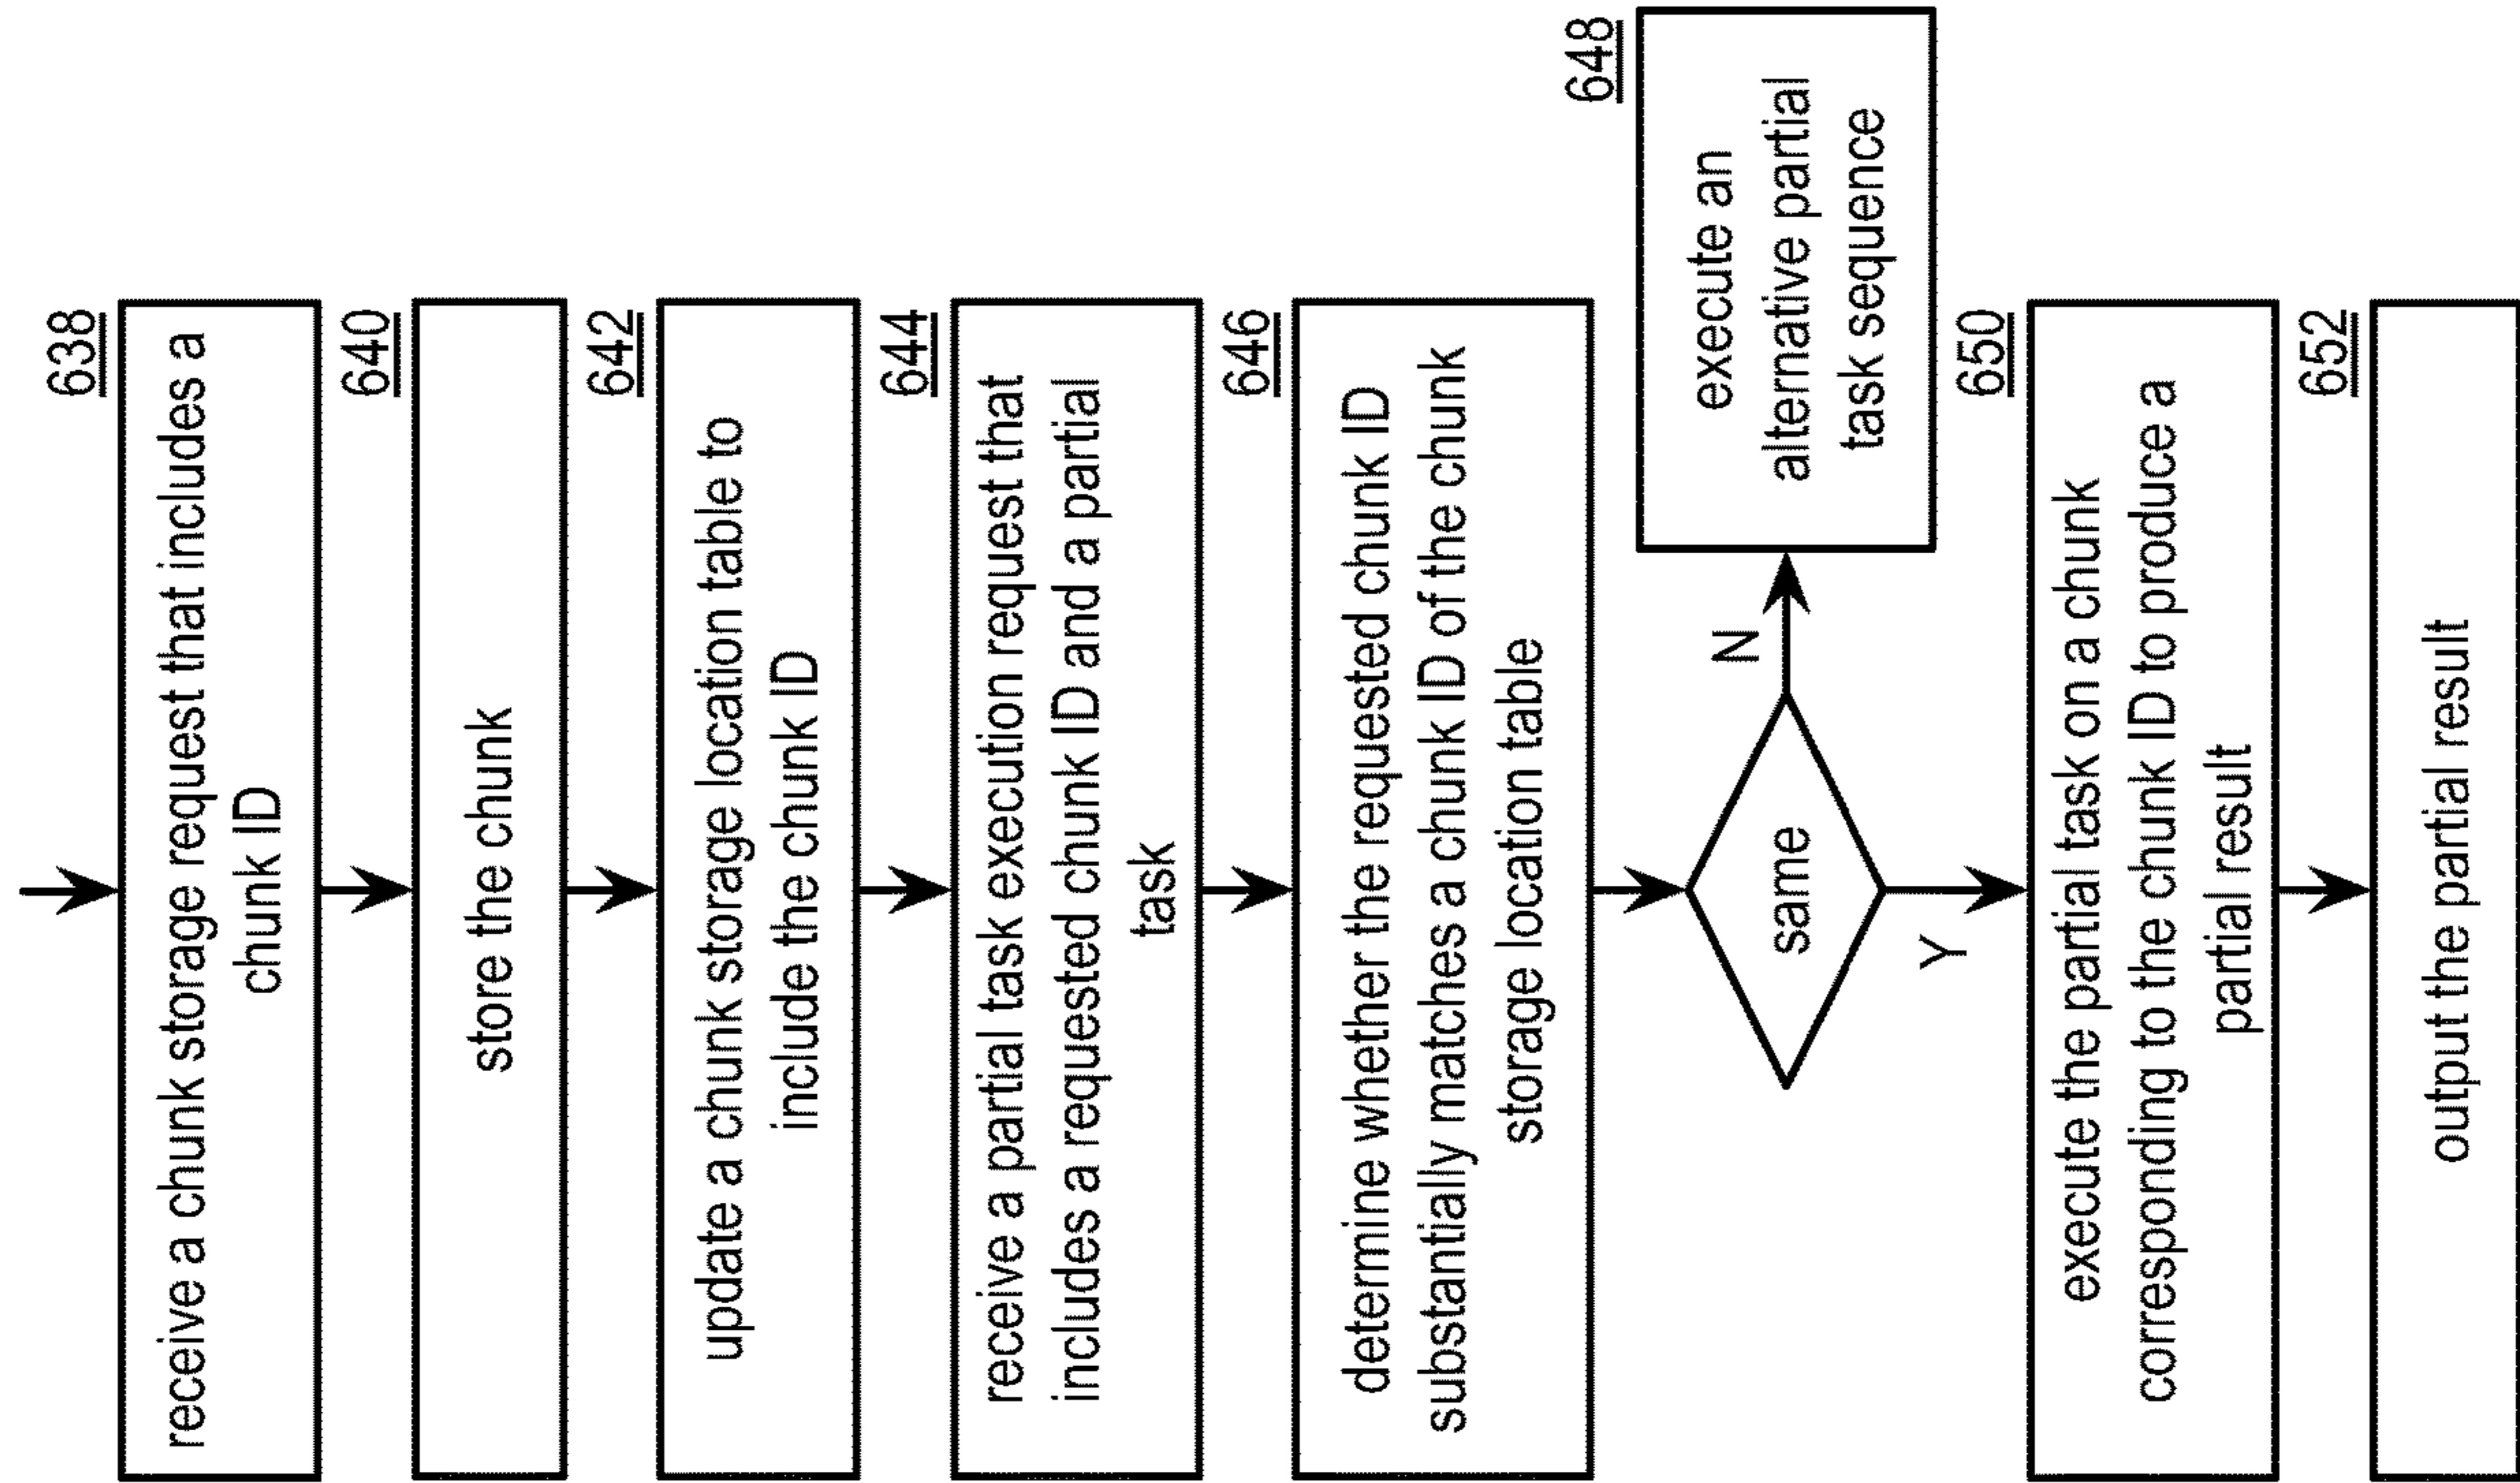 638
receive a chunk storage request that includes a
chunk ID
640
store the chunk
642
update a chunk storage location table to
include the chunk ID
644
receive a partial task execution request that
includes a requested chunk ID and a partial
task
646
determine whether the requested chunk ID
substantially matches a chunk ID of the chunk
storage location table
same
N
648
execute an
alternative partial
task sequence
Y
650
execute the partial task on a chunk
corresponding to the chunk ID to produce a
partial result
652
output the partial result